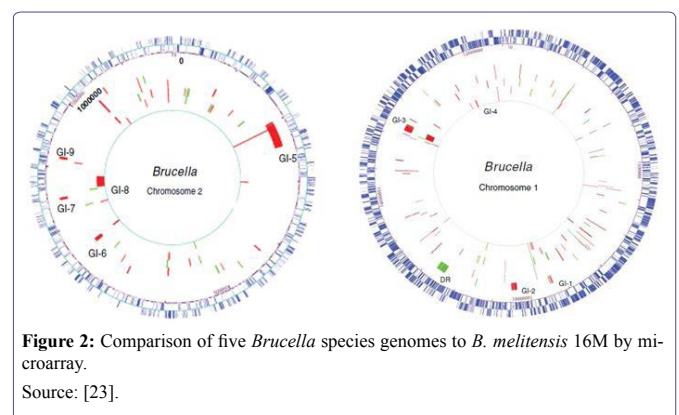 0
1000000
GI-9
GI-5
GI-8
GI-7
GI-6
Brucella
Chromosome 2
GI-4
GI-3
Brucella
Chromosome 1
DR
GI-2
GI-1
Figure 2: Comparison of five Brucella species genomes to B. melitensis 16M by mi-
croarray.
Source: [23].